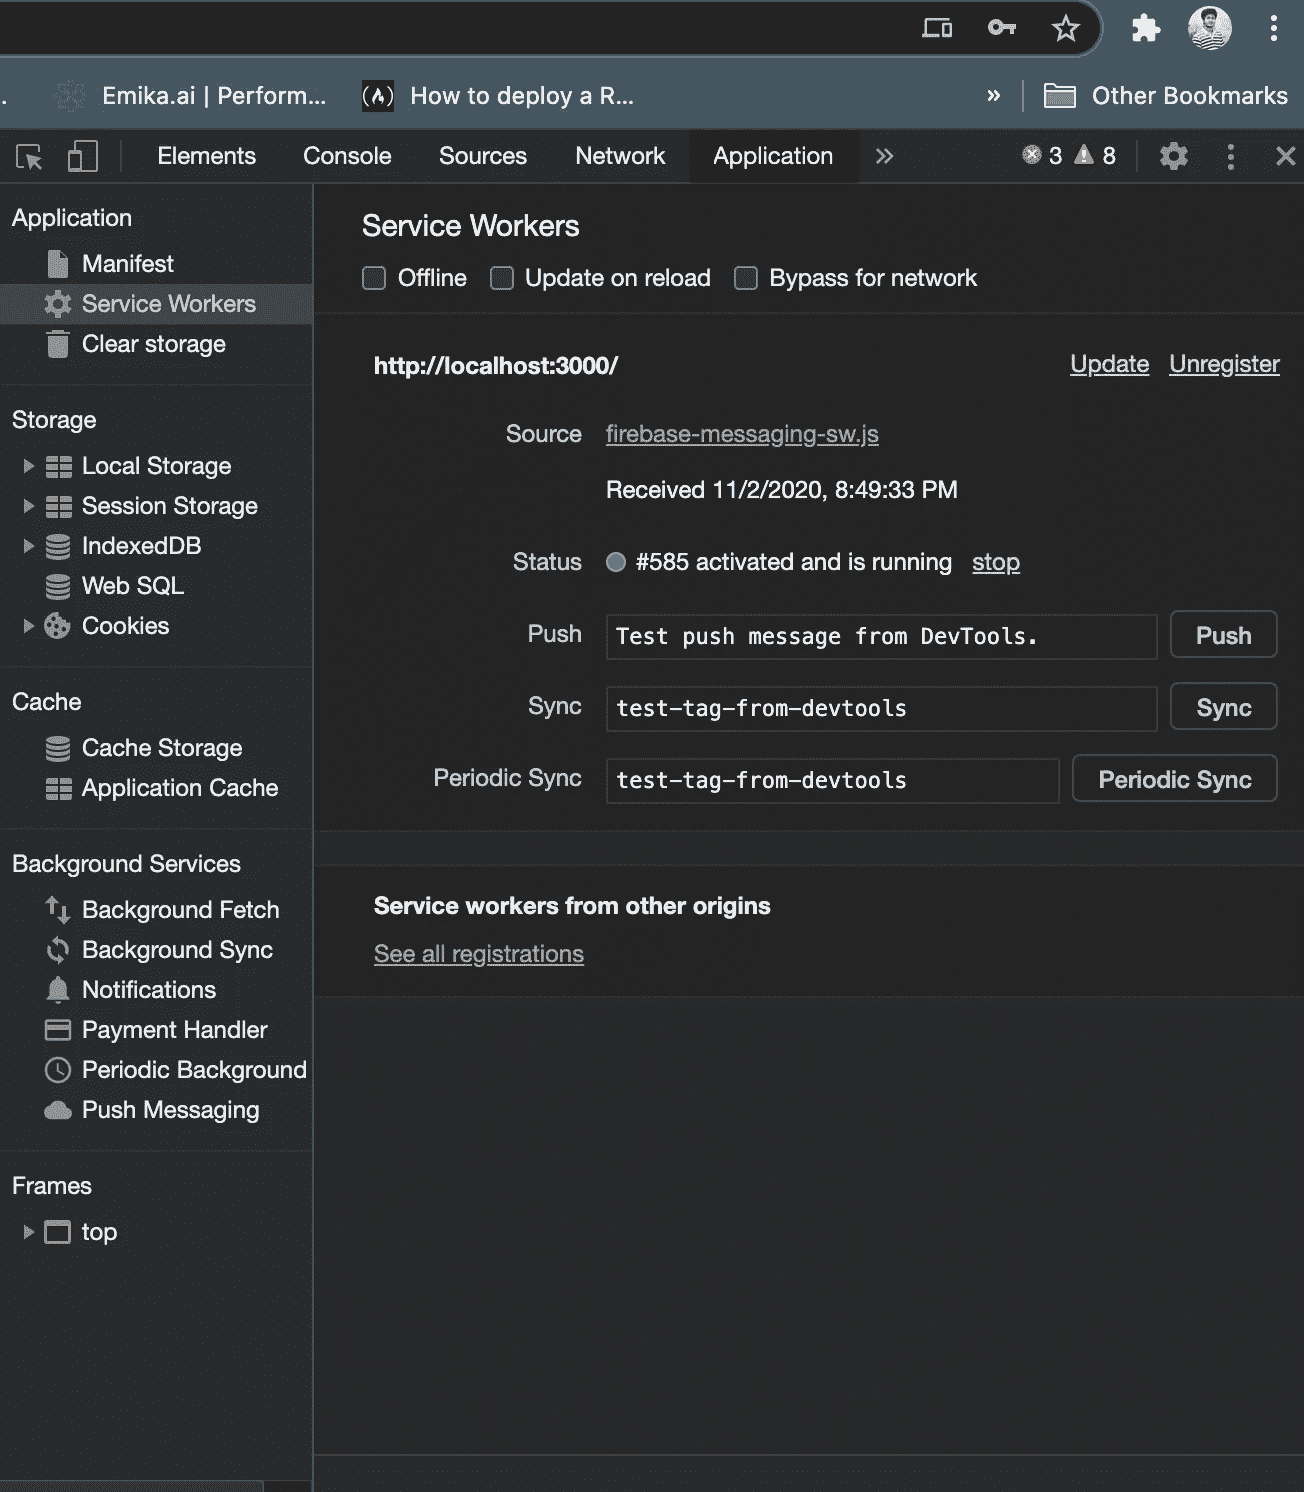 . Emika.ai | Perform... (A) How to deploy a R... » Other Bookmarks
Elements Console Sources Network Application » 3 8
Application
Manifest
Service Workers
Clear storage
Storage
Local Storage
Session Storage
IndexedDB
Web SQL
Cookies
Cache
Cache Storage
Application Cache
Background Services
Background Fetch
Background Sync
Notifications
Payment Handler
Periodic Background
Push Messaging
Frames
top
Service Workers
Offline Update on reload Bypass for network
http://localhost:3000/ Update Unregister
Source firebase-messaging-sw.js
Received 11/2/2020, 8:49:33 PM
Status #585 activated and is running stop
Push Test push message from DevTools. Push
Sync test-tag-from-devtools Sync
Periodic Sync test-tag-from-devtools Periodic Sync
Service workers from other origins
See all registrations